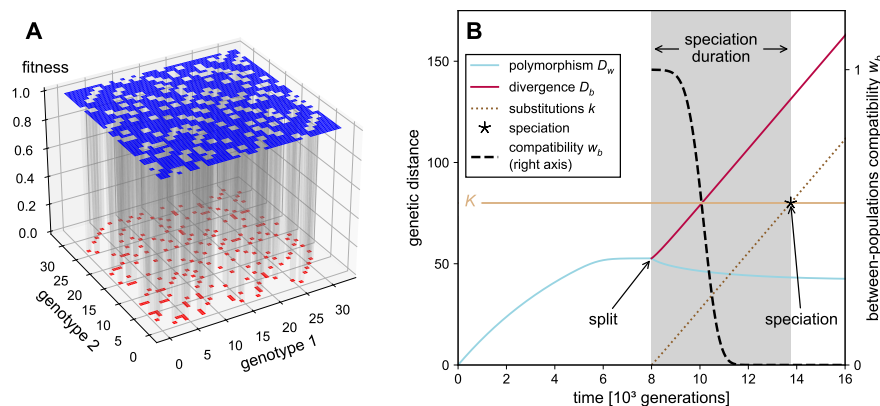 A
fitness
1.0
0.8
0.6
0.4
0.2
0.0
30
25
20
15
10
5
0
genotype 2
0
5
10
15
20
25
30
genotype 1
B
polymorphism D_w
divergence D_b
substitutions k
speciation
compatibility w_b
(right axis)
speciation
duration
K
split
speciation
150
100
50
0
genetic distance
0
2
4
6
8
10
12
14
16
time [10³ generations]
1
0
between-populations compatibility w_b